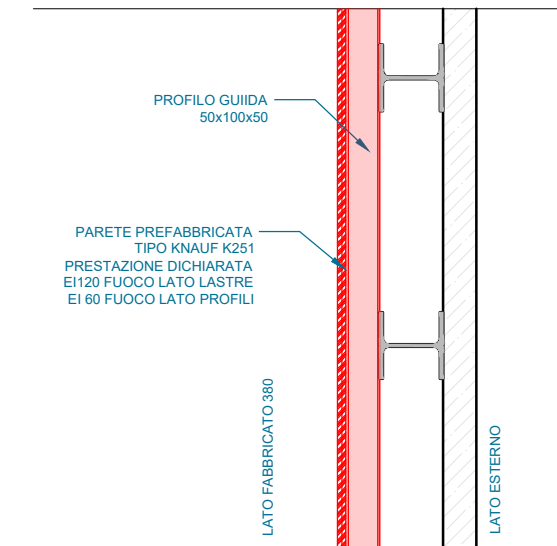 PROFILO GUIIDA
50x100x50
PARETE PREFABBRICATA
TIPO KNAUF K251
PRESTAZIONE DICHIARATA
EI120 FUOCO LATO LASTRE
EI 60 FUOCO LATO PROFILI
LATO FABBRICATO 380
LATO ESTERNO